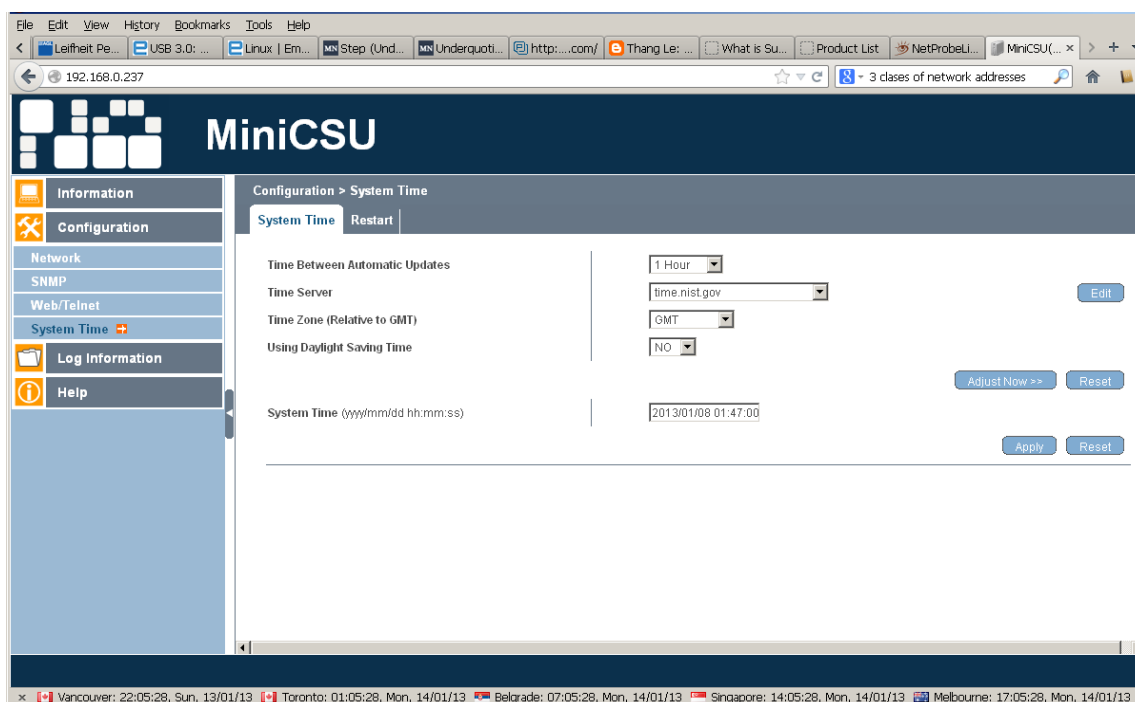 File Edit View History Bookmarks Tools Help
Leifheit Pe... USB 3.0: ... Linux | Em... MN Step (Und... MN Underquoti... http:....com/ Thang Le: ... What is Su... Product List NetProbeLi... MiniCSU(... × > +
192.168.0.237 8 3 clases of network addresses
MiniCSU
Information
Configuration
Network
SNMP
Web/Telnet
System Time
Log Information
Help
Configuration > System Time
System Time Restart
Time Between Automatic Updates 1 Hour
Time Server time.nist.gov Edit
Time Zone (Relative to GMT) GMT
Using Daylight Saving Time NO
Adjust Now >> Reset
System Time (yyyy/mm/dd hh:mm:ss) 2013/01/08 01:47:00
Apply Reset
× Vancouver: 22:05:28, Sun, 13/01/13 Toronto: 01:05:28, Mon, 14/01/13 Belgrade: 07:05:28, Mon, 14/01/13 Singapore: 14:05:28, Mon, 14/01/13 Melbourne: 17:05:28, Mon, 14/01/13